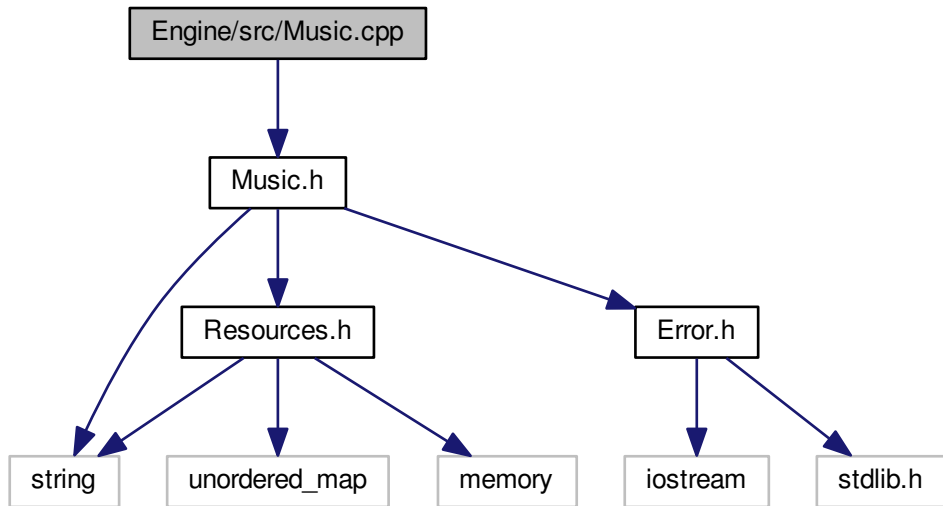 Engine/src/Music.cpp
Music.h
Resources.h
Error.h
string
unordered_map
memory
iostream
stdlib.h